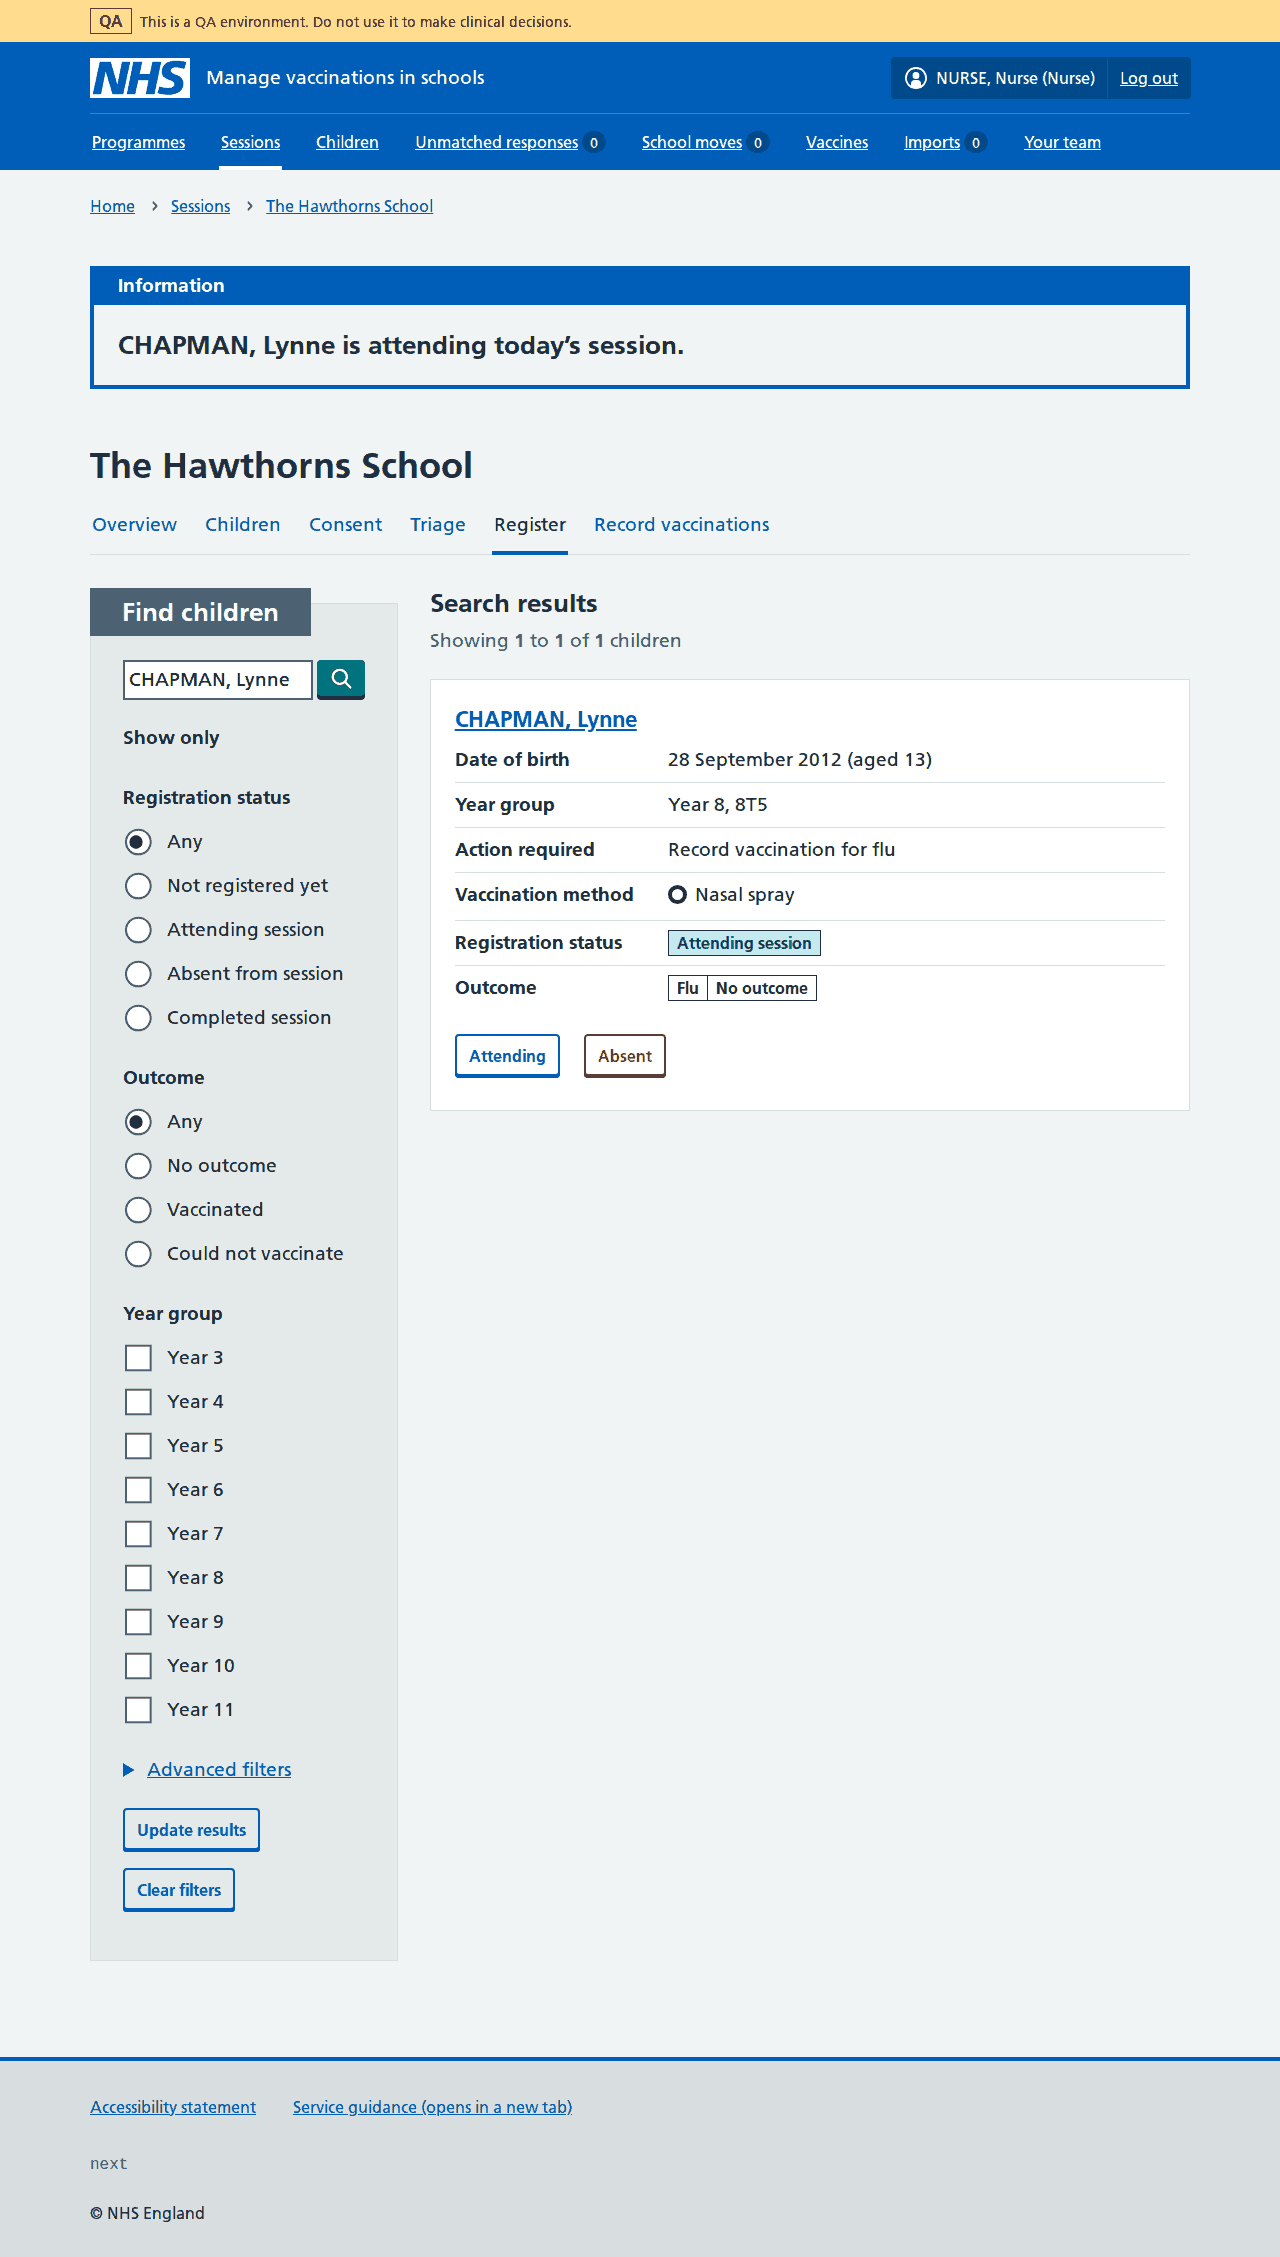 QA This is a QA environment. Do not use it to make clinical decisions.
NHS Manage vaccinations in schools NURSE, Nurse (Nurse) Log out
Programmes Sessions Children Unmatched responses 0 School moves 0 Vaccines Imports 0 Your team
Home Sessions The Hawthorns School
Information
CHAPMAN, Lynne is attending today’s session.
The Hawthorns School
Overview Children Consent Triage Register Record vaccinations
Find children
CHAPMAN, Lynne
Show only
Registration status
Any
Not registered yet
Attending session
Absent from session
Completed session
Outcome
Any
No outcome
Vaccinated
Could not vaccinate
Year group
Year 3
Year 4
Year 5
Year 6
Year 7
Year 8
Year 9
Year 10
Year 11
Advanced filters
Update results
Clear filters
Search results
Showing 1 to 1 of 1 children
CHAPMAN, Lynne
Date of birth 28 September 2012 (aged 13)
Year group Year 8, 8T5
Action required Record vaccination for flu
Vaccination method Nasal spray
Registration status Attending session
Outcome Flu No outcome
Attending Absent
Accessibility statement Service guidance (opens in a new tab)
next
© NHS England